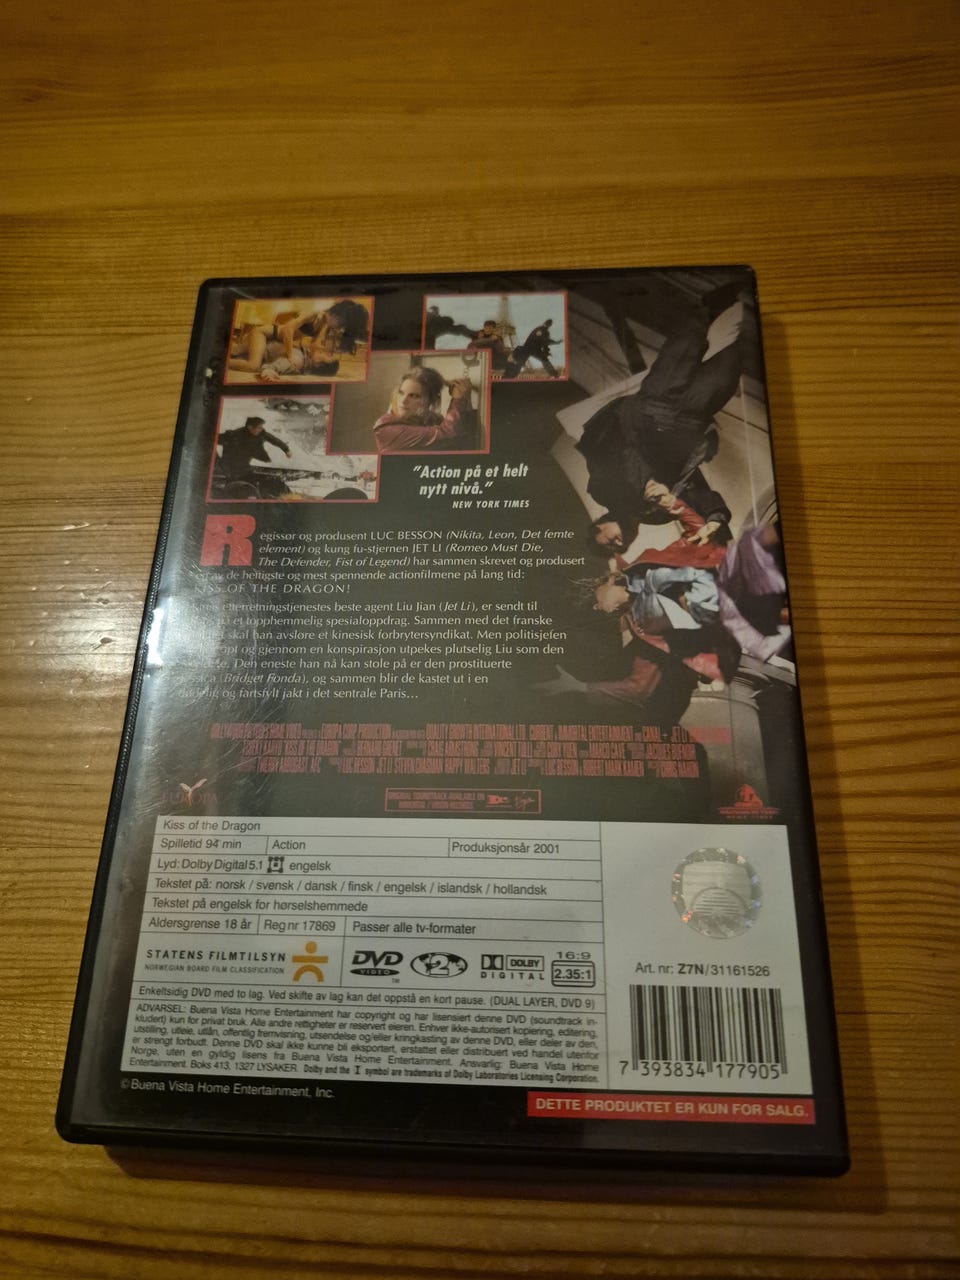 "Action på et helt
nytt nivå."
NEW YORK TIMES
Regissør og produsent LUC BESSON (Nikita, Leon, Det femte
element) og kung fu-stjernen JET LI (Romeo Must Die,
The Defender, Fist of Legend) har sammen skrevet og produsert
av de heftigste og mest spennende actionfilmene på lang tid:
KISS OF THE DRAGON!
etterretningstjenestes beste agent Liu Jian (Jet Li), er sendt til
et topphemmelig spesialoppdrag. Sammen med det franske
skal han avsløre et kinesisk forbrytersyndikat. Men politisjefen
og gjennom en konspirasjon utpekes plutselig Liu som den
Den eneste han nå kan stole på er den prostituerte
Jessica (Bridget Fonda), og sammen blir de kastet ut i en
og fartsfylt jakt i det sentrale Paris...
ORIGINAL SOUNDTRACK AVAILABLE ON
Virgin
EUROPA
Kiss of the Dragon
Spilletid 94 min Action Produksjonsår 2001
Lyd: Dolby Digital 5.1 engelsk
Tekstet på: norsk / svensk / dansk / finsk / engelsk / islandsk / hollandsk
Tekstet på engelsk for hørselshemmede
Aldersgrense 18 år Reg nr 17869 Passer alle tv-formater
STATENS FILMTILSYN
NORWEGIAN BOARD FILM CLASSIFICATION
DVD VIDEO TM 2 DOLBY DIGITAL 16:9 2.35:1
Enkeltsidig DVD med to lag. Ved skifte av lag kan det oppstå en kort pause. (DUAL LAYER, DVD 9)
ADVARSEL: Buena Vista Home Entertainment har copyright og har lisensiert denne DVD (soundtrack in-
kludert) kun for privat bruk. Alle andre rettigheter er reservert eieren. Enhver ikke-autorisert kopiering, editering,
utstilling, utleie, utlån, offentlig fremvisning, utsendelse og/eller kringkasting av denne DVD, eller deler av den,
er strengt forbudt. Denne DVD skal ikke kunne bli eksportert, erstattet eller distribuert ved handel utenfor
Norge, uten en gyldig lisens fra Buena Vista Home Entertainment. Ansvarlig: Buena Vista Home
Entertainment. Boks 413, 1327 LYSAKER. Dolby and the symbol are trademarks of Dolby Laboratories Licensing Corporation.
© Buena Vista Home Entertainment, Inc.
Art. nr: Z7N/31161526
7 393834 177905
DETTE PRODUKTET ER KUN FOR SALG.